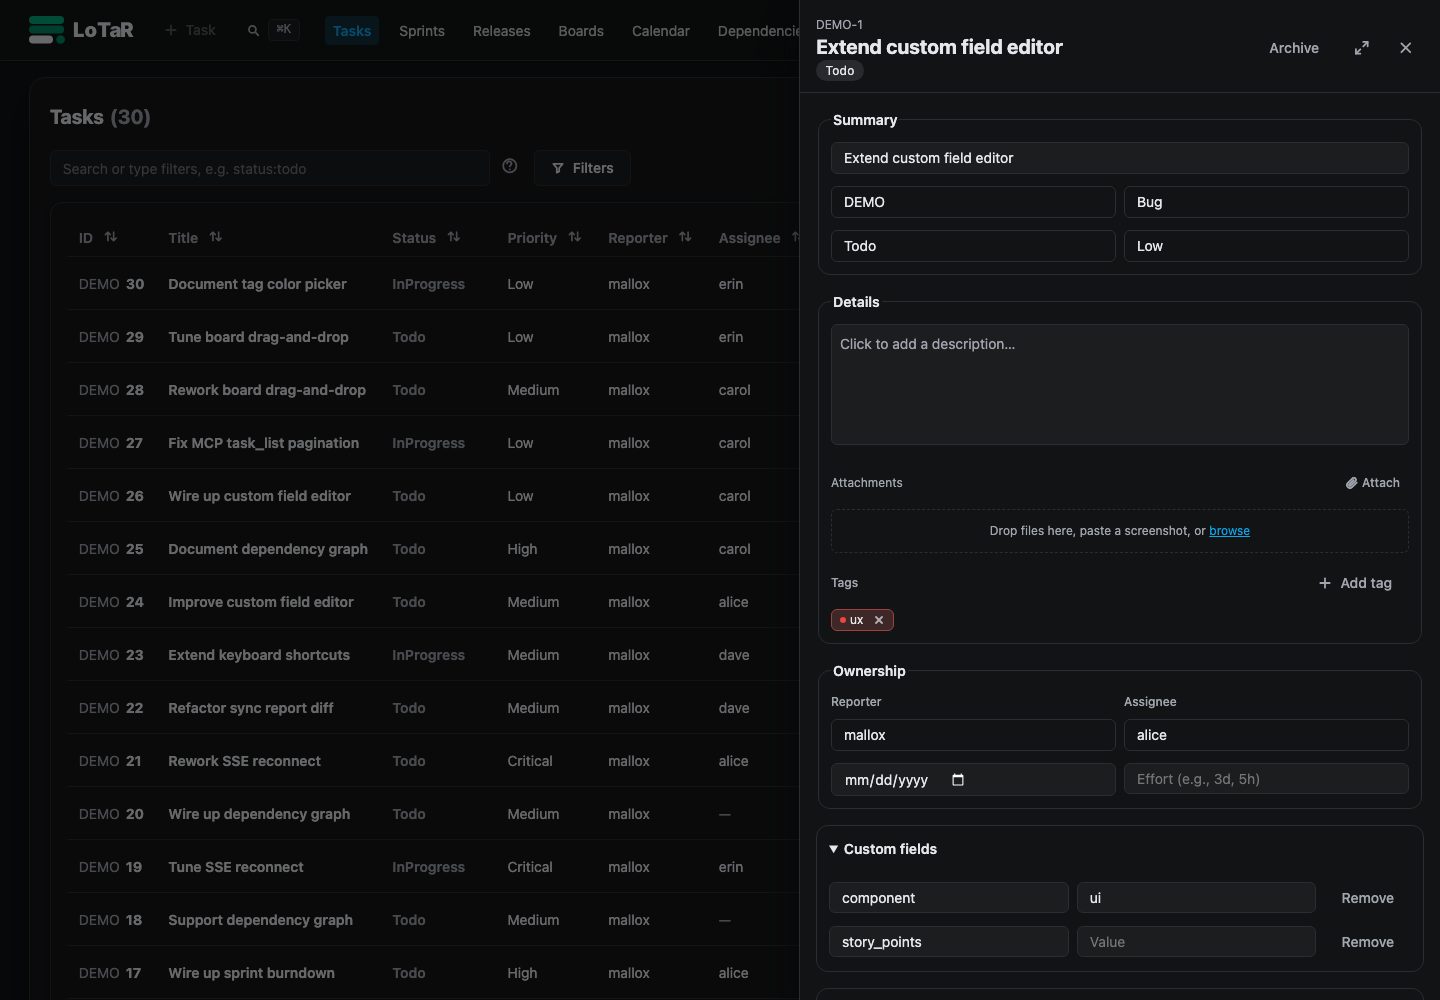 LoTaR
Task
⌘K
Tasks
Sprints
Releases
Boards
Calendar
Dependencie
Tasks (30)
Search or type filters, e.g. status:todo
Filters
ID Title Status Priority Reporter Assignee
DEMO 30 Document tag color picker InProgress Low mallox erin
DEMO 29 Tune board drag-and-drop Todo Low mallox erin
DEMO 28 Rework board drag-and-drop Todo Medium mallox carol
DEMO 27 Fix MCP task_list pagination InProgress Low mallox carol
DEMO 26 Wire up custom field editor Todo Low mallox carol
DEMO 25 Document dependency graph Todo High mallox carol
DEMO 24 Improve custom field editor Todo Medium mallox alice
DEMO 23 Extend keyboard shortcuts InProgress Medium mallox dave
DEMO 22 Refactor sync report diff Todo Medium mallox dave
DEMO 21 Rework SSE reconnect Todo Critical mallox alice
DEMO 20 Wire up dependency graph Todo Medium mallox —
DEMO 19 Tune SSE reconnect InProgress Critical mallox erin
DEMO 18 Support dependency graph Todo Medium mallox —
DEMO 17 Wire up sprint burndown Todo High mallox alice
DEMO-1
Extend custom field editor
Todo
Archive
Summary
Extend custom field editor
DEMO Bug
Todo Low
Details
Click to add a description...
Attachments Attach
Drop files here, paste a screenshot, or browse
Tags Add tag
ux
Ownership
Reporter Assignee
mallox alice
mm/dd/yyyy Effort (e.g., 3d, 5h)
Custom fields
component ui Remove
story_points Value Remove